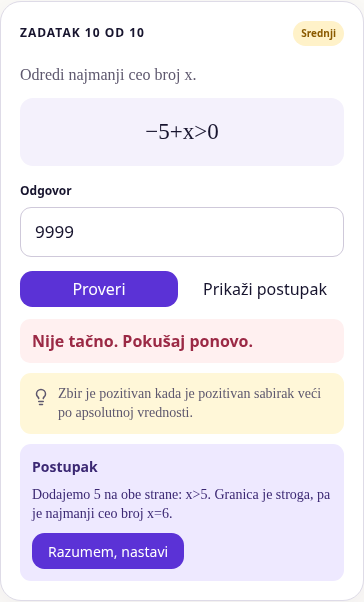 ZADATAK 10 OD 10
Srednji
Odredi najmanji ceo broj x.
−5+x>0
Odgovor
9999
Proveri
Prikaži postupak
Nije tačno. Pokušaj ponovo.
Zbir je pozitivan kada je pozitivan sabirak veći
po apsolutnoj vrednosti.
Postupak
Dodajemo 5 na obe strane: x>5. Granica je stroga, pa
je najmanji ceo broj x=6.
Razumem, nastavi